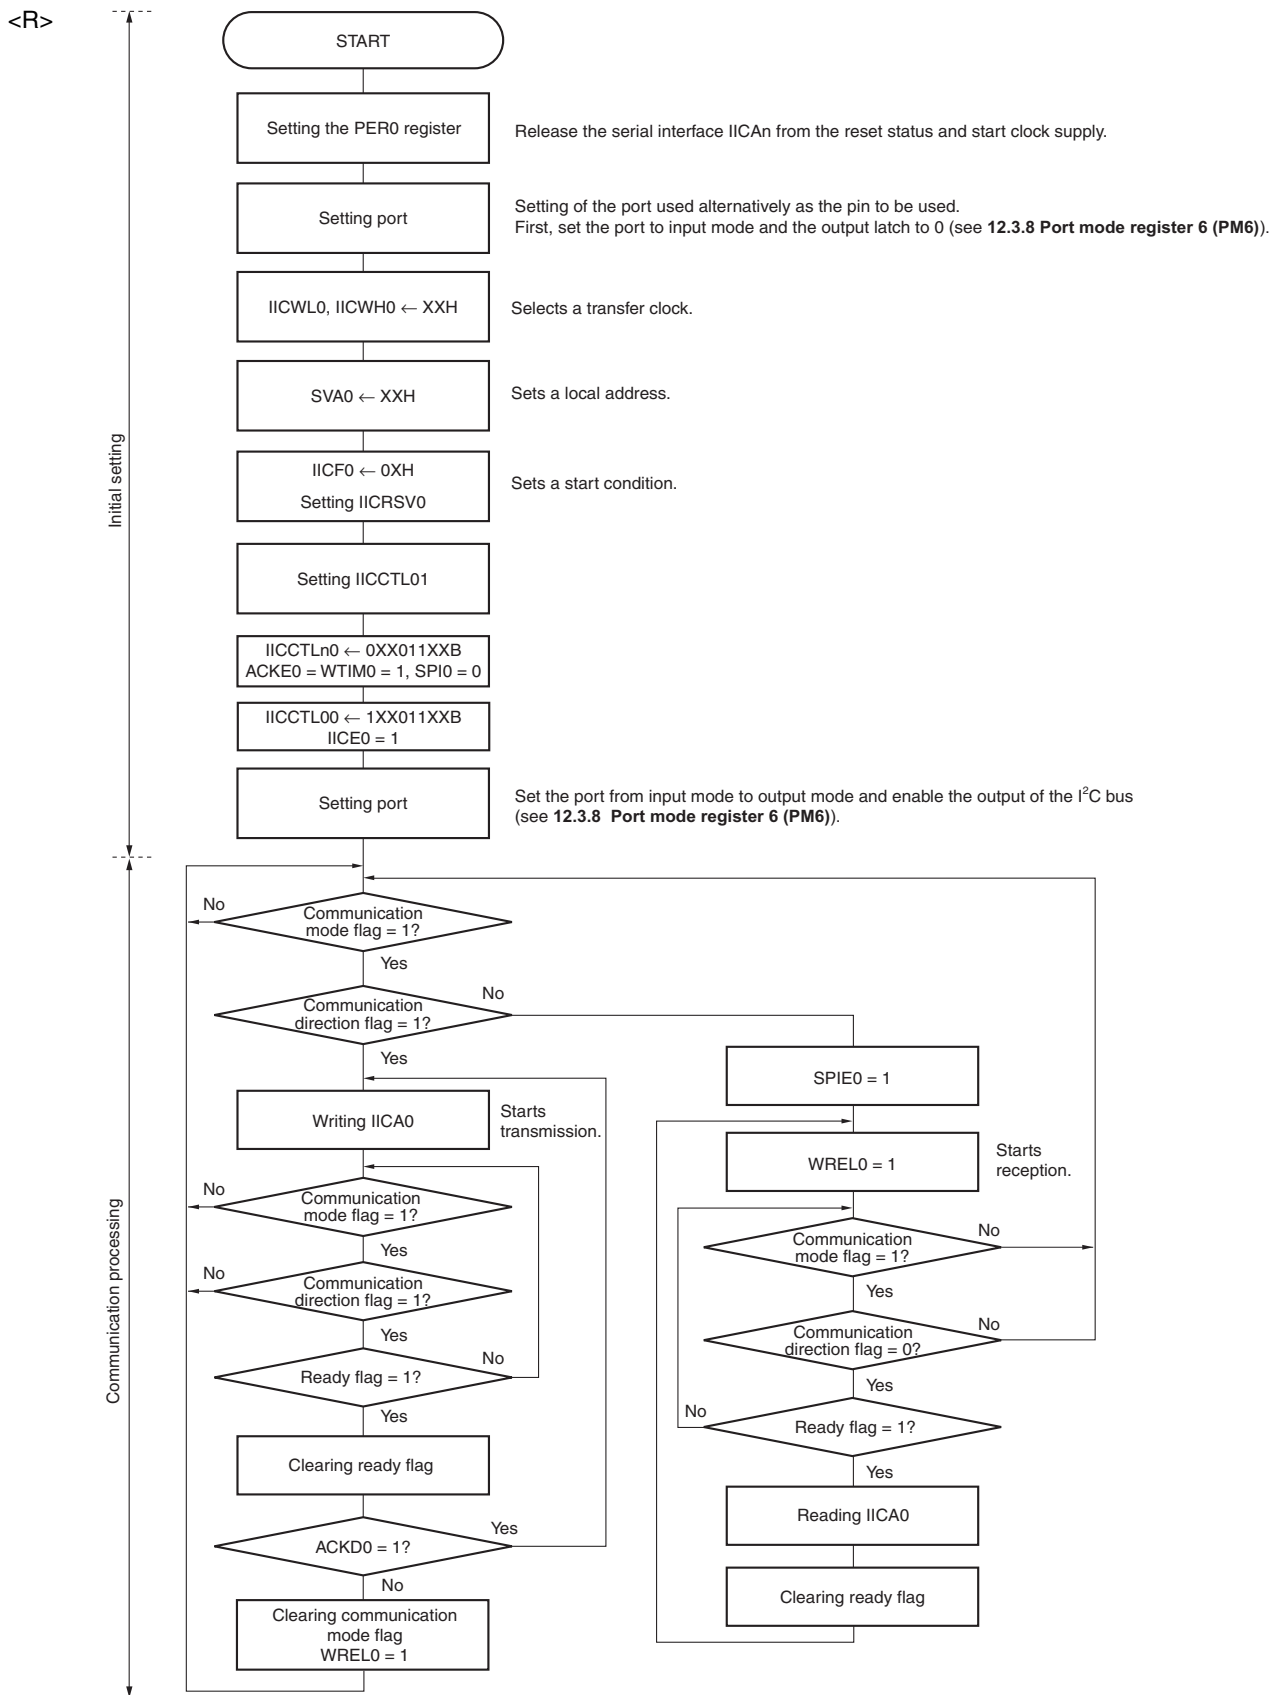 <R>
START
Setting the PER0 register
Release the serial interface IICAn from the reset status and start clock supply.
Setting port
Setting of the port used alternatively as the pin to be used.
First, set the port to input mode and the output latch to 0 (see 12.3.8 Port mode register 6 (PM6)).
IICWL0, IICWH0 ← XXH
Selects a transfer clock.
SVA0 ← XXH
Sets a local address.
IICF0 ← 0XH
Setting IICRSV0
Sets a start condition.
Setting IICCTL01
IICCTLn0 ← 0XX011XXB
ACKE0 = WTIM0 = 1, SPI0 = 0
IICCTL00 ← 1XX011XXB
IICE0 = 1
Setting port
Set the port from input mode to output mode and enable the output of the I²C bus
(see 12.3.8 Port mode register 6 (PM6)).
Initial setting
Communication processing
No
Communication
mode flag = 1?
Yes
Communication
direction flag = 1?
No
Yes
Writing IICA0
Starts
transmission.
No
Communication
mode flag = 1?
Yes
No
Communication
direction flag = 1?
Yes
Ready flag = 1?
No
Yes
Clearing ready flag
ACKD0 = 1?
Yes
No
Clearing communication
mode flag
WREL0 = 1
SPIE0 = 1
WREL0 = 1
Starts
reception.
Communication
mode flag = 1?
No
Yes
Communication
direction flag = 0?
No
Yes
No
Ready flag = 1?
Yes
Reading IICA0
Clearing ready flag